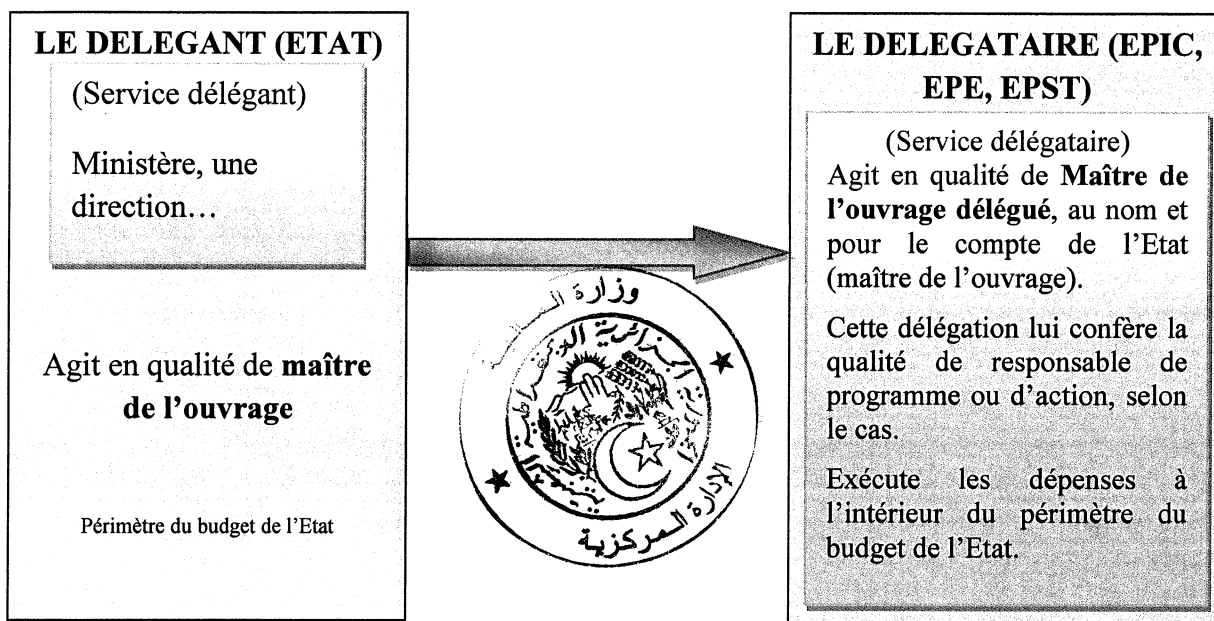 LE DELEGANT (ETAT)
(Service délégant)
Ministère, une
direction…
Agit en qualité de maître
de l’ouvrage
Périmètre du budget de l’Etat
وزارة
الجزائرية
الإدارة المركزية
LE DELEGATAIRE (EPIC,
EPE, EPST)
(Service délégataire)
Agit en qualité de Maître de
l’ouvrage délégué, au nom et
pour le compte de l’Etat
(maître de l’ouvrage).
Cette délégation lui confère la
qualité de responsable de
programme ou d’action, selon
le cas.
Exécute les dépenses à
l’intérieur du périmètre du
budget de l’Etat.